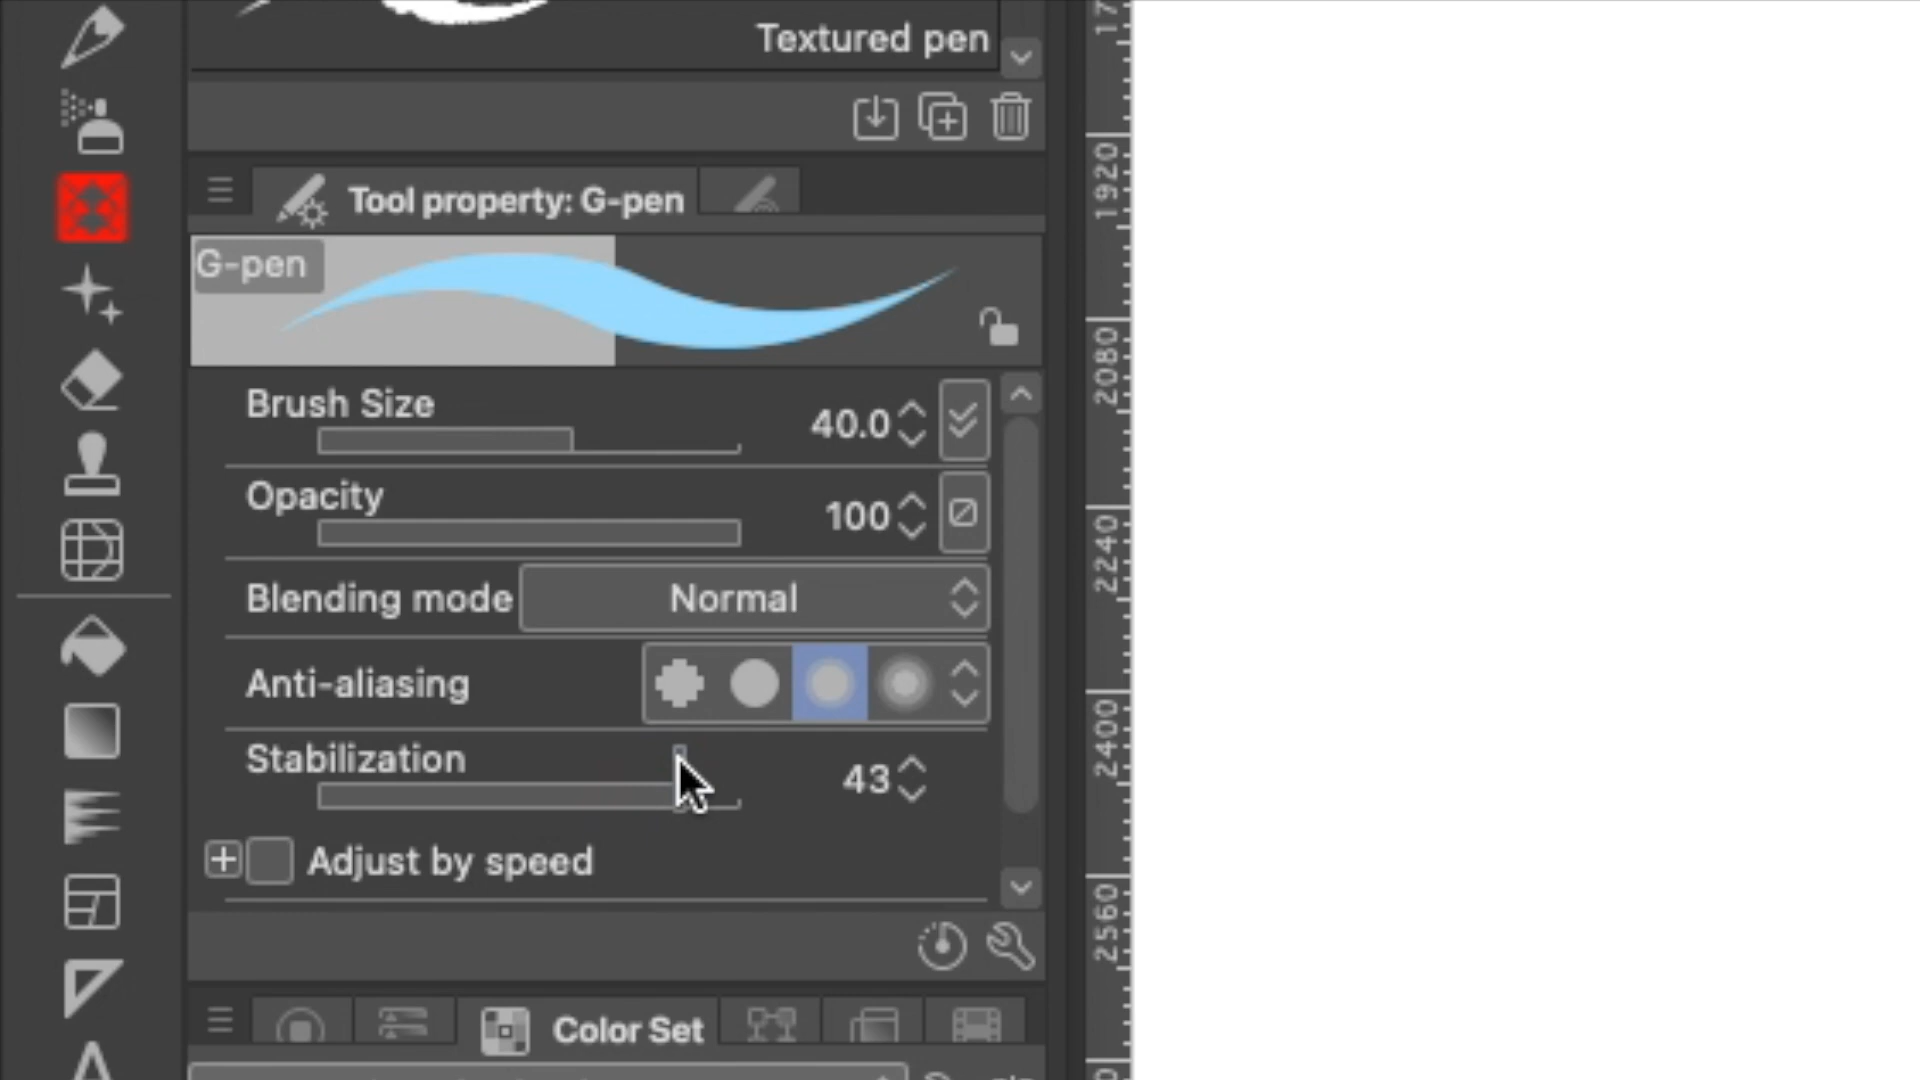 Textured pen
Tool property: G-pen
G-pen
Brush Size
40.0
Opacity
100
Blending mode
Normal
Anti-aliasing
Stabilization
43
Adjust by speed
Color Set
17
1920
2080
2240
2400
2560